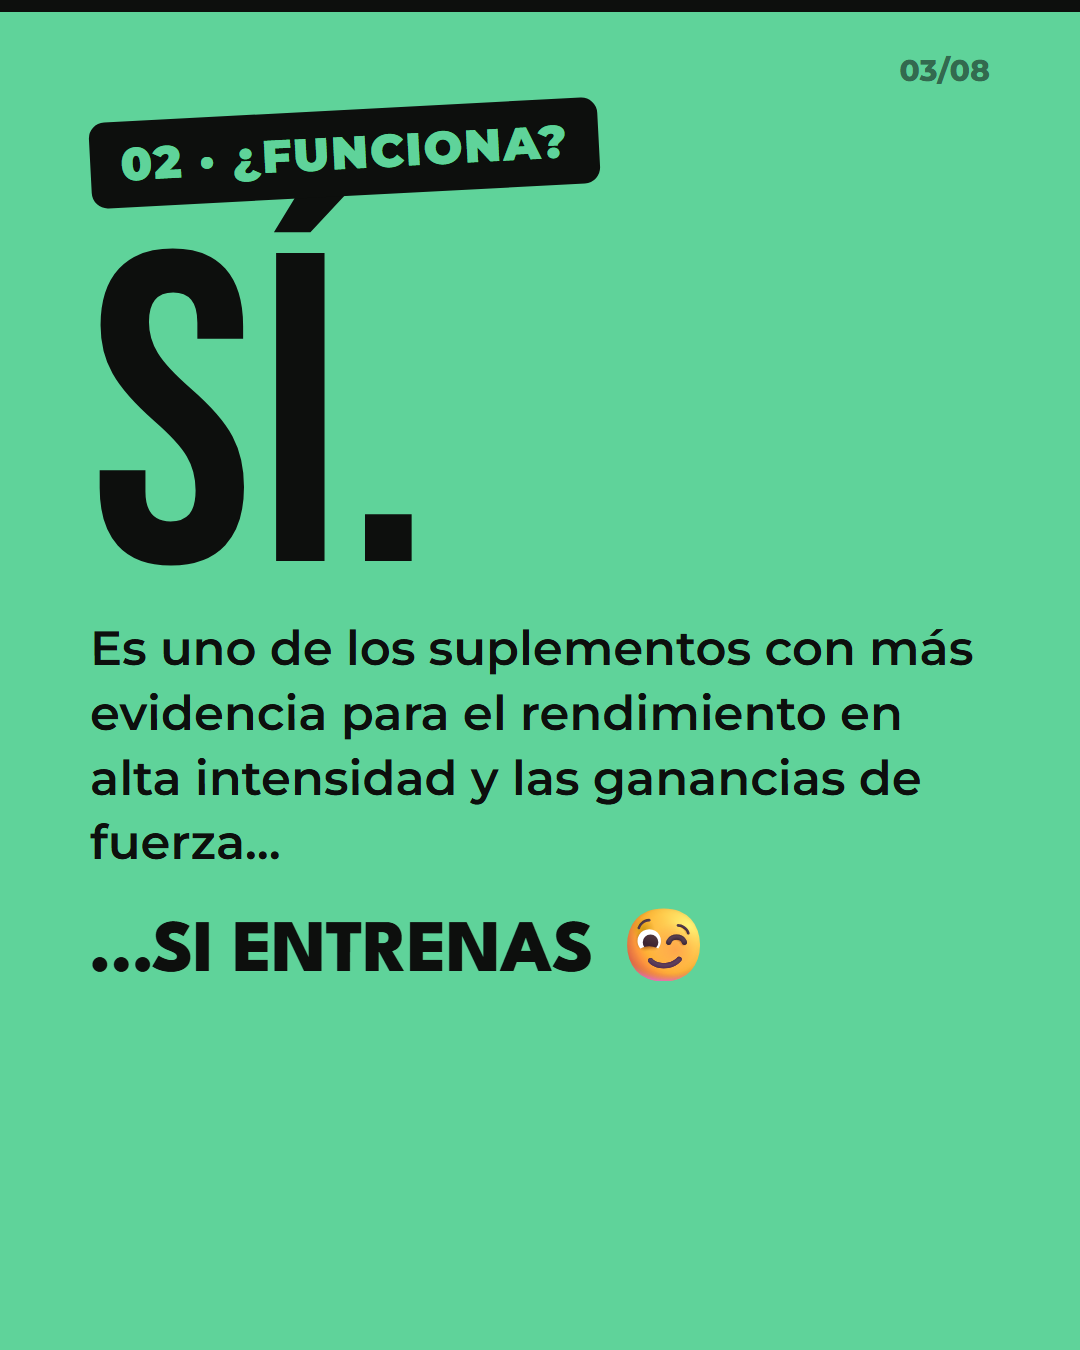 03/08
02 · ¿FUNCIONA?
SÍ.
Es uno de los suplementos con más
evidencia para el rendimiento en
alta intensidad y las ganancias de
fuerza...
...SI ENTRENAS 😉